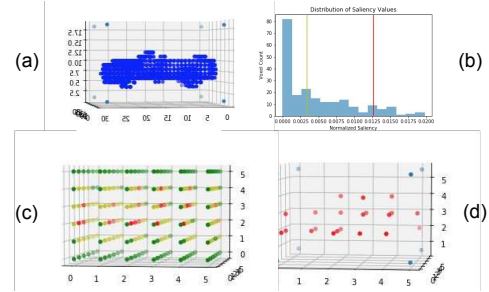 (a)
17.5
15.0
12.5
10.0
7.5
5.0
2.5
30 25 20 15 10 5 0
Distribution of Saliency Values
(b)
Voxel Count
80
70
60
50
40
30
20
10
0
0.0000 0.0025 0.0050 0.0075 0.0100 0.0125 0.0150 0.0175 0.0200
Normalized Saliency
(c)
5
4
3
2
1
0
0 1 2 3 4 5
(d)
5
4
3
2
1
0
1 2 3 4 5